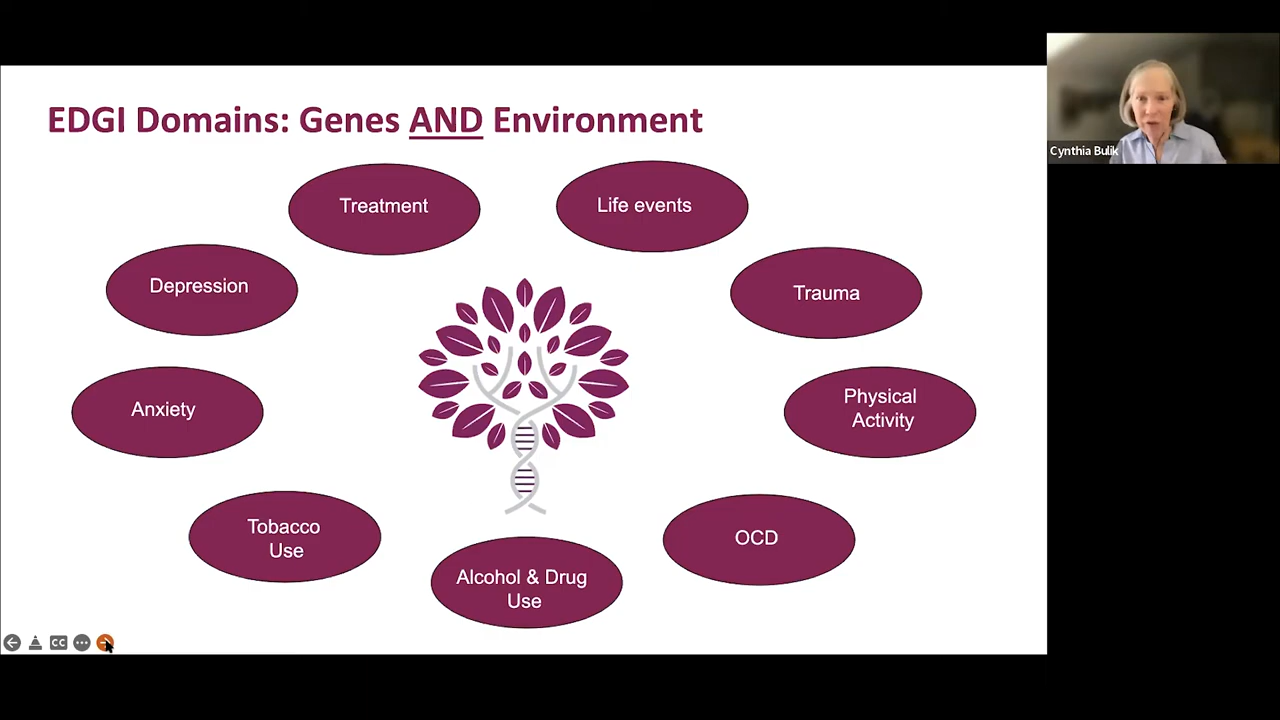 EDGI Domains: Genes AND Environment
Cynthia Bulik
Treatment
Life events
Depression
Trauma
Anxiety
Physical
Activity
Tobacco
Use
OCD
Alcohol & Drug
Use
CC